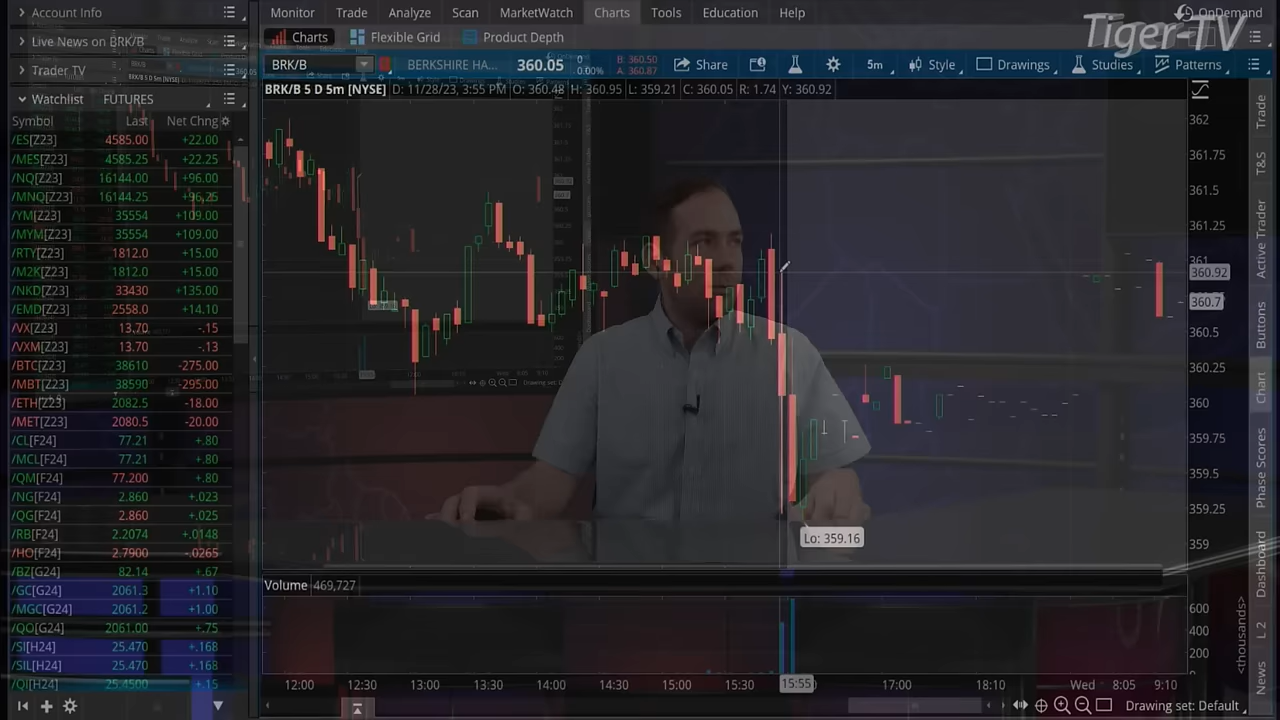 Account Info
Live News on BRK/B
Trader TV
Watchlist FUTURES
Symbol Last Net Chng
/ES[Z23] 4585.00 +22.00
/MES[Z23] 4585.25 +22.25
/NQ[Z23] 16144.00 +96.00
/MNQ[Z23] 16144.25 +96.25
/YM[Z23] 35554 +109.00
/MYM[Z23] 35554 +109.00
/RTY[Z23] 1812.0 +15.00
/M2K[Z23] 1812.0 +15.00
/NKD[Z23] 33430 +135.00
/EMD[Z23] 2558.0 +14.10
/VX[Z23] 13.70 -.15
/VXM[Z23] 13.70 -.13
/BTC[Z23] 38610 -275.00
/MBT[Z23] 38590 -295.00
/ETH[Z23] 2082.5 -18.00
/MET[Z23] 2080.5 -20.00
/CL[F24] 77.21 +.80
/MCL[F24] 77.21 +.80
/QM[F24] 77.200 +.80
/NG[F24] 2.860 +.023
/QG[F24] 2.860 +.025
/RB[F24] 2.2074 +.0148
/HO[F24] 2.7900 -.0265
/BZ[G24] 82.14 +.67
/GC[G24] 2061.3 +1.10
/MGC[G24] 2061.2 +1.00
/QO[G24] 2061.00 +.75
/SI[H24] 25.470 +.168
/SIL[H24] 25.470 +.168
/QI[H24] 25.4500 +.15
Monitor Trade Analyze Scan MarketWatch Charts Tools Education Help
OnDemand
Tiger-TV
Charts Flexible Grid Product Depth
BRK/B BERKSHIRE HA... 360.05 0 0.00% B: 360.50 A: 360.87 Share 5m Style Drawings Studies Patterns
BRK/B 5 D 5m [NYSE] D: 11/28/23, 3:55 PM O: 360.48 H: 360.95 L: 359.21 C: 360.05 R: 1.74 Y: 360.92
362
361.75
361.5
361.25
361
360.92
360.7
360.5
360.25
360
359.75
359.5
359.25
359
Lo: 359.16
Volume 469,727
600
400
200
<thousands>
12:00 12:30 13:00 13:30 14:00 14:30 15:00 15:30 15:55 17:00 18:10 Wed 8:05 9:10
Drawing set: Default
Trade
T&S
Active Trader
Buttons
Chart
Phase Scores
Dashboard
L 2
News